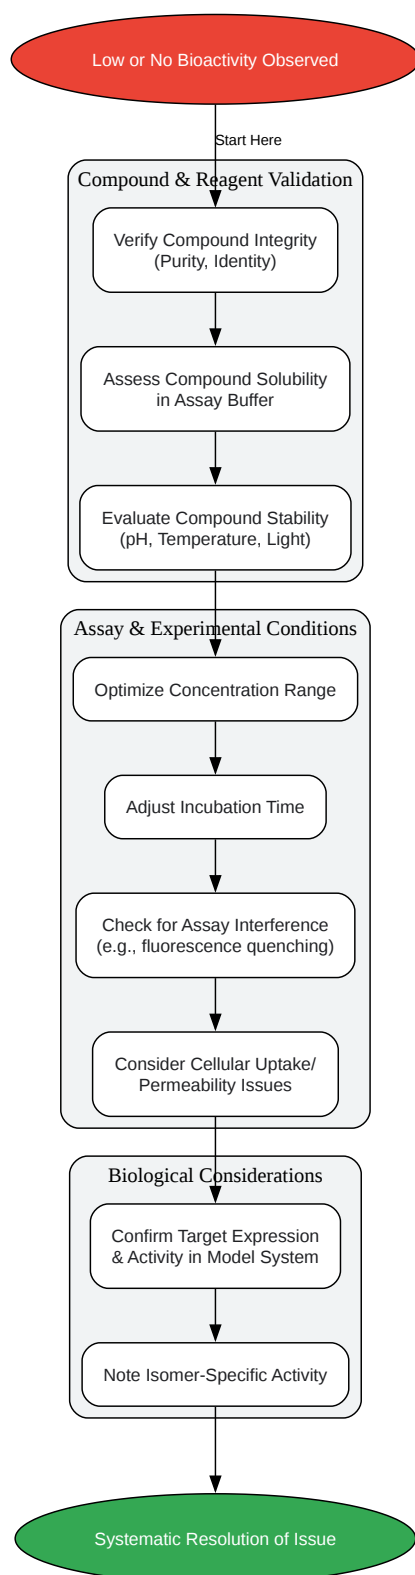 Low or No Bioactivity Observed
Start Here
Compound & Reagent Validation
Verify Compound Integrity
(Purity, Identity)
Assess Compound Solubility
in Assay Buffer
Evaluate Compound Stability
(pH, Temperature, Light)
Assay & Experimental Conditions
Optimize Concentration Range
Adjust Incubation Time
Check for Assay Interference
(e.g., fluorescence quenching)
Consider Cellular Uptake/
Permeability Issues
Biological Considerations
Confirm Target Expression
& Activity in Model System
Note Isomer-Specific Activity
Systematic Resolution of Issue